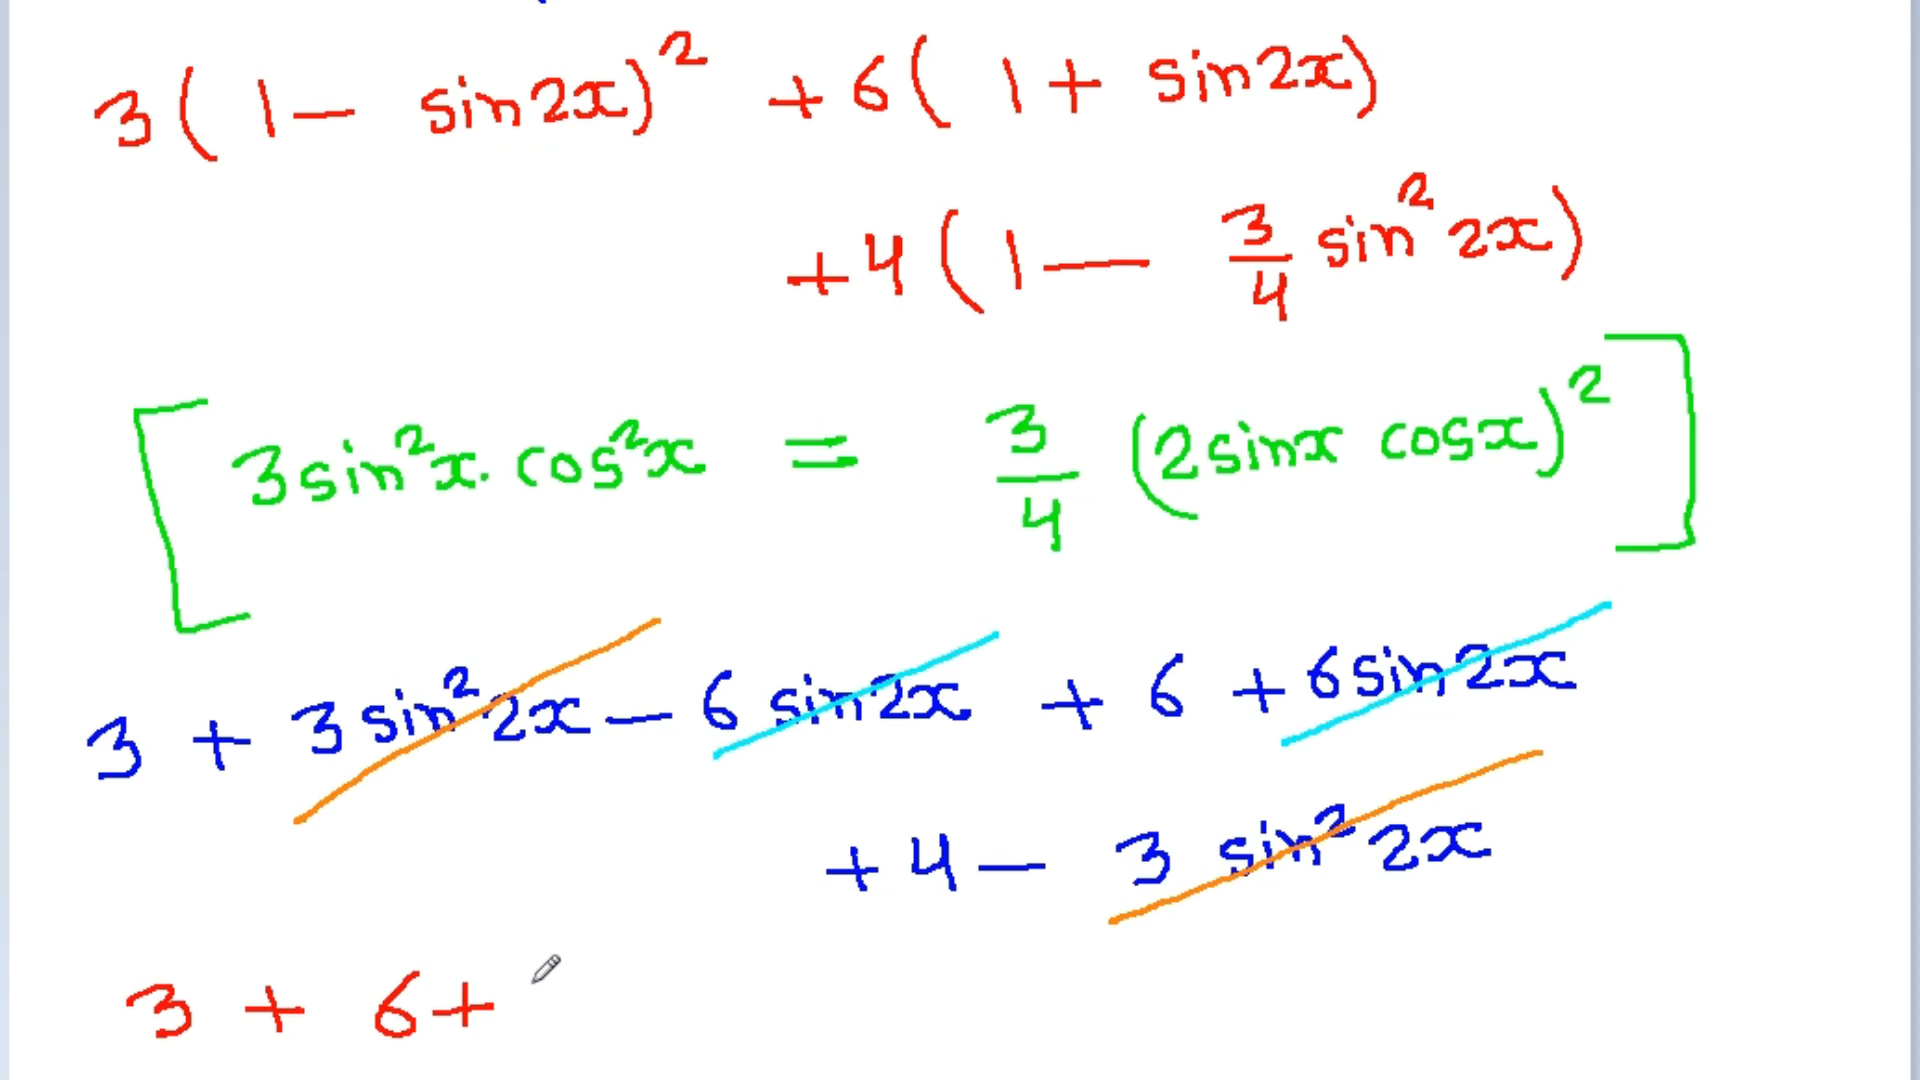 3(1 - sin2x)² + 6(1 + sin2x)
+ 4(1 - 3/4 sin²2x)
[3sin²x.cos²x = 3/4 (2sinx cosx)²]
3 + 3sin²2x - 6 sin2x + 6 + 6sin2x
+ 4 - 3 sin²2x
3 + 6 +